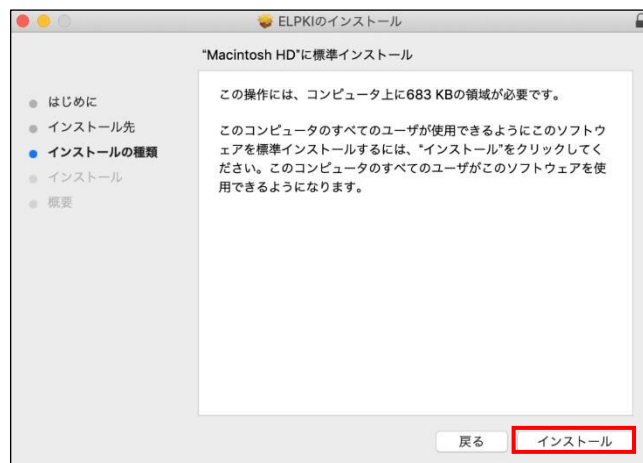 ELPKIのインストール
"Macintosh HD"に標準インストール
はじめに
インストール先
インストールの種類
インストール
概要
この操作には、コンピュータ上に683 KBの領域が必要です。
このコンピュータのすべてのユーザが使用できるようにこのソフトウ
ェアを標準インストールするには、"インストール"をクリックしてく
ださい。このコンピュータのすべてのユーザがこのソフトウェアを使
用できるようになります。
戻る
インストール